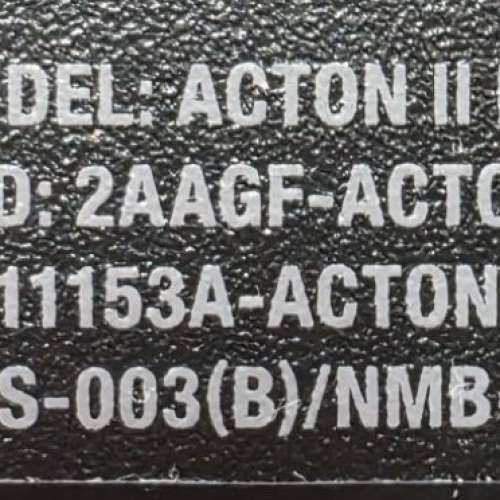 DEL: ACTON II
D: 2AAGF-ACTO
11153A-ACTON
S-003(B)/NMB